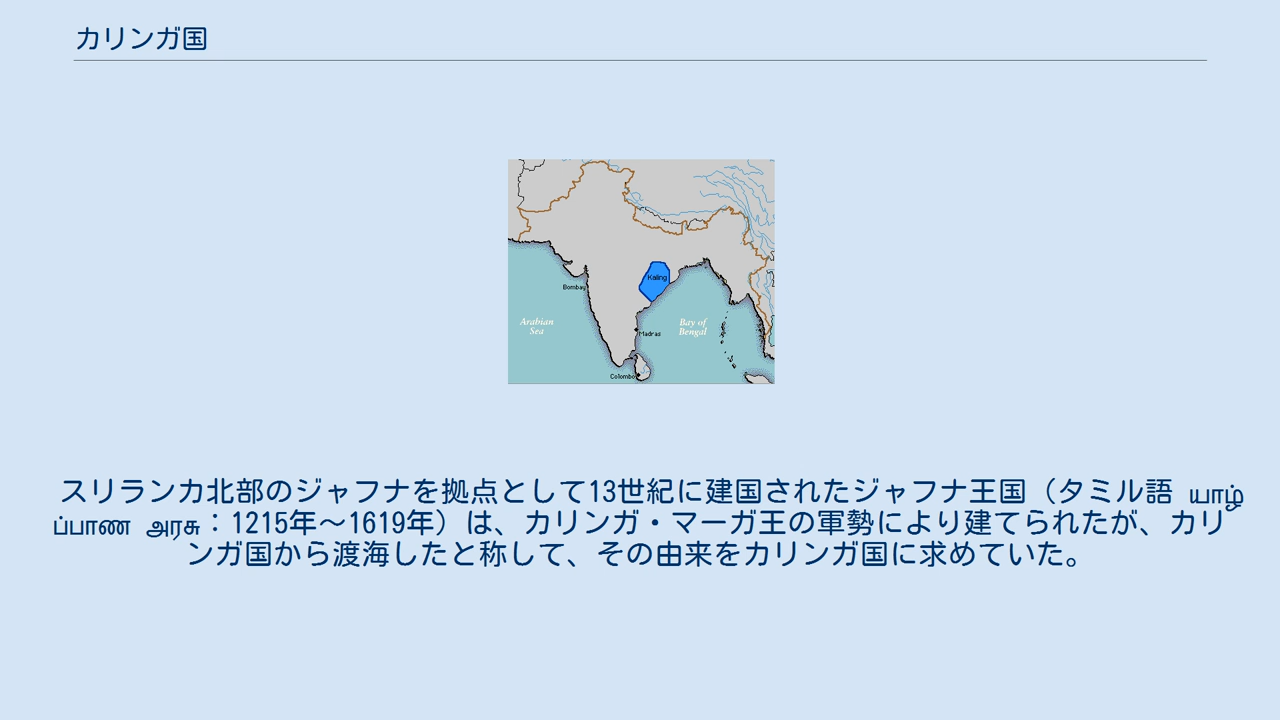 カリンガ国
Kaling
Bombay
Arabian
Sea
Bay of
Bengal
Madras
Colombo
スリランカ北部のジャフナを拠点として13世紀に建国されたジャフナ王国（タミル語 யாழ்
ப்பாண அரசு：1215年～1619年）は、カリンガ・マーガ王の軍勢により建てられたが、カリ
ンガ国から渡海したと称して、その由来をカリンガ国に求めていた。